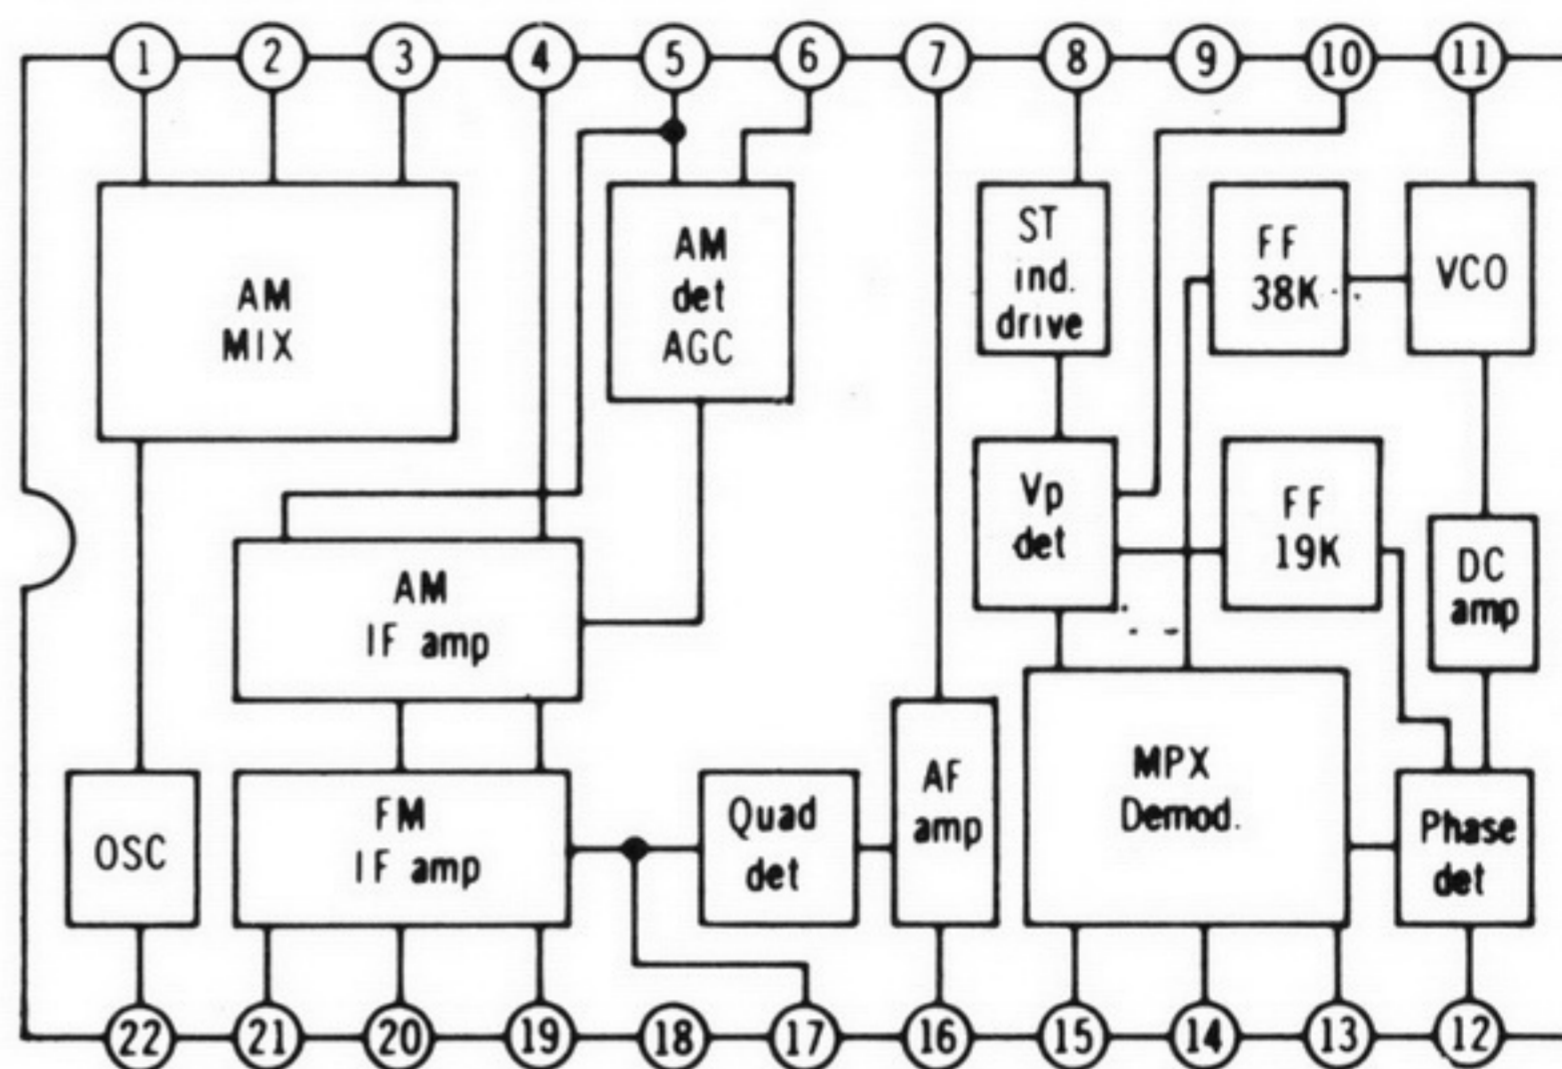 1 2 3 4 5 6 7 8 9 10 11
AM
MIX
AM
det
AGC
ST
ind.
drive
FF
38K
VCO
Vp
det
FF
19K
DC
amp
AM
IF amp
OSC
FM
IF amp
Quad
det
AF
amp
MPX
Demod.
Phase
det
22 21 20 19 18 17 16 15 14 13 12